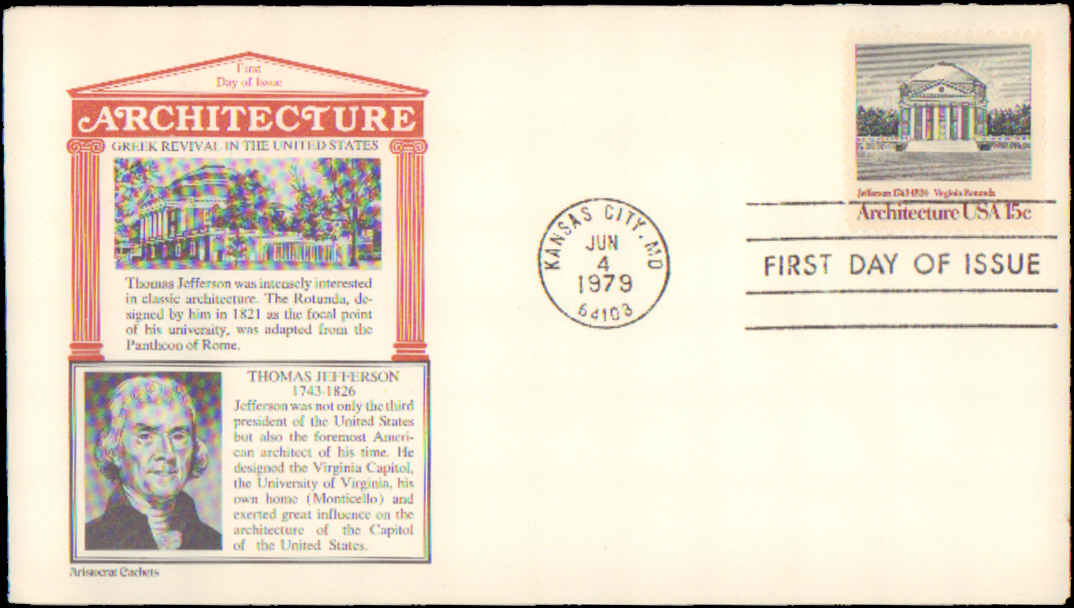 First
Day of Issue
ARCHITECTURE
GREEK REVIVAL IN THE UNITED STATES
Thomas Jefferson was intensely interested
in classic architecture. The Rotunda, de-
signed by him in 1821 as the focal point
of his university, was adapted from the
Pantheon of Rome.
THOMAS JEFFERSON
1743-1826
Jefferson was not only the third
president of the United States
but also the foremost Ameri-
can architect of his time. He
designed the Virginia Capitol,
the University of Virginia, his
own home (Monticello) and
exerted great influence on the
architecture of the Capitol
of the United States.
Aristocrat Cachets
KANSAS CITY, MO
JUN
4
1979
64103
Jefferson 1743-1826 Virginia Rotunda
Architecture USA 15c
FIRST DAY OF ISSUE